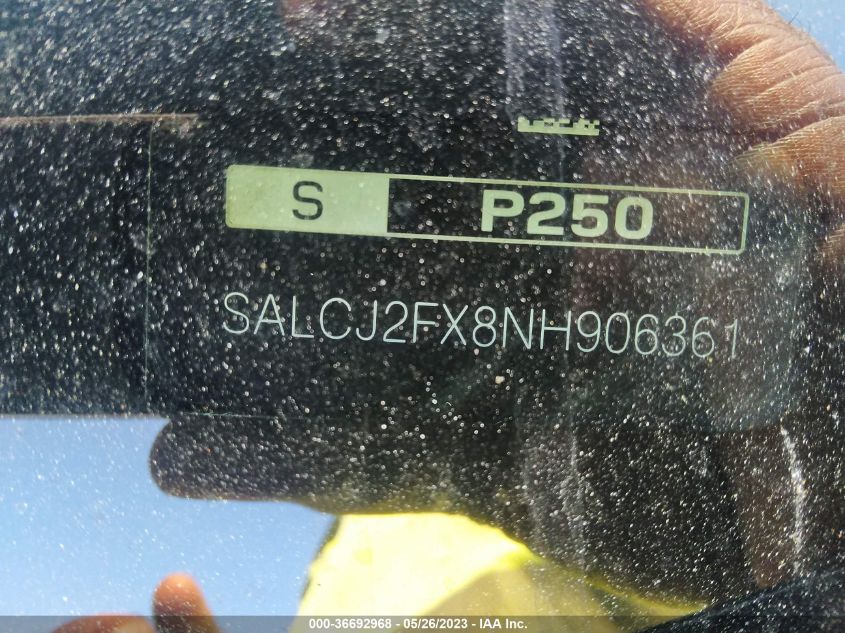 S P250
SALCJ2FX8NH906361
000-36692968 / 05/26/2023 - IAA Inc.